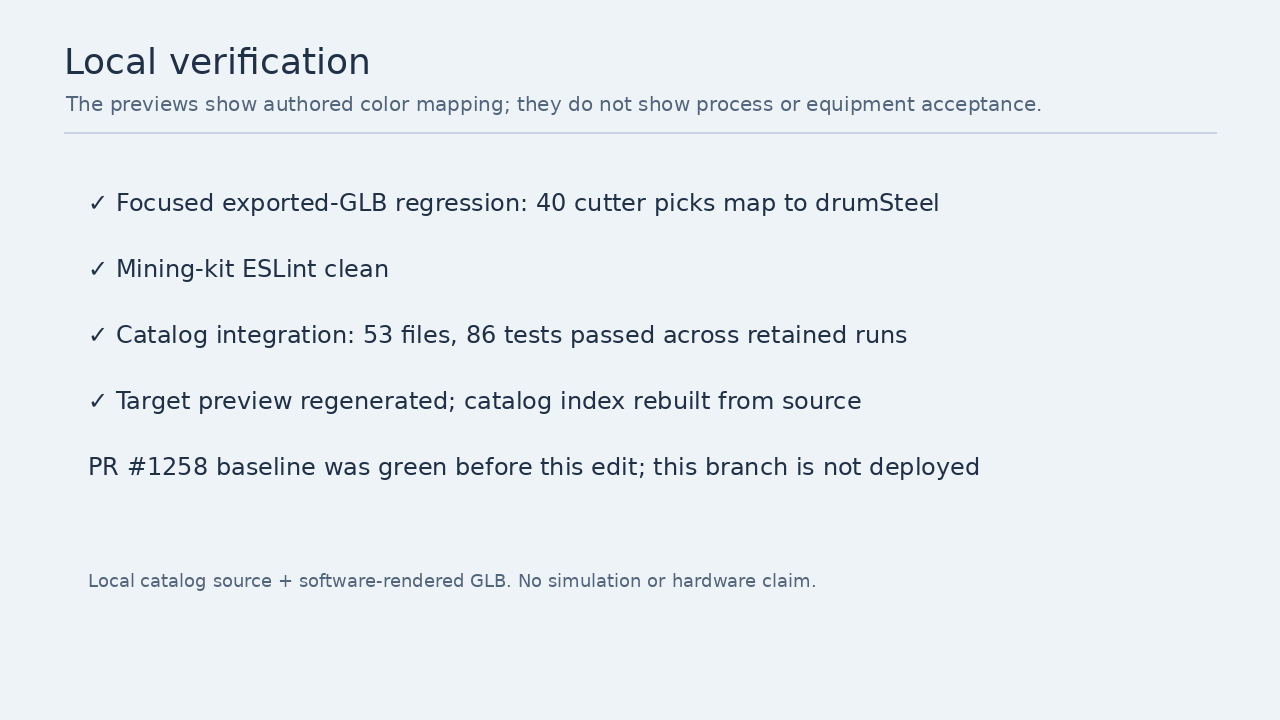 Local verification
The previews show authored color mapping; they do not show process or equipment acceptance.
✓ Focused exported-GLB regression: 40 cutter picks map to drumSteel
✓ Mining-kit ESLint clean
✓ Catalog integration: 53 files, 86 tests passed across retained runs
✓ Target preview regenerated; catalog index rebuilt from source
PR #1258 baseline was green before this edit; this branch is not deployed
Local catalog source + software-rendered GLB. No simulation or hardware claim.